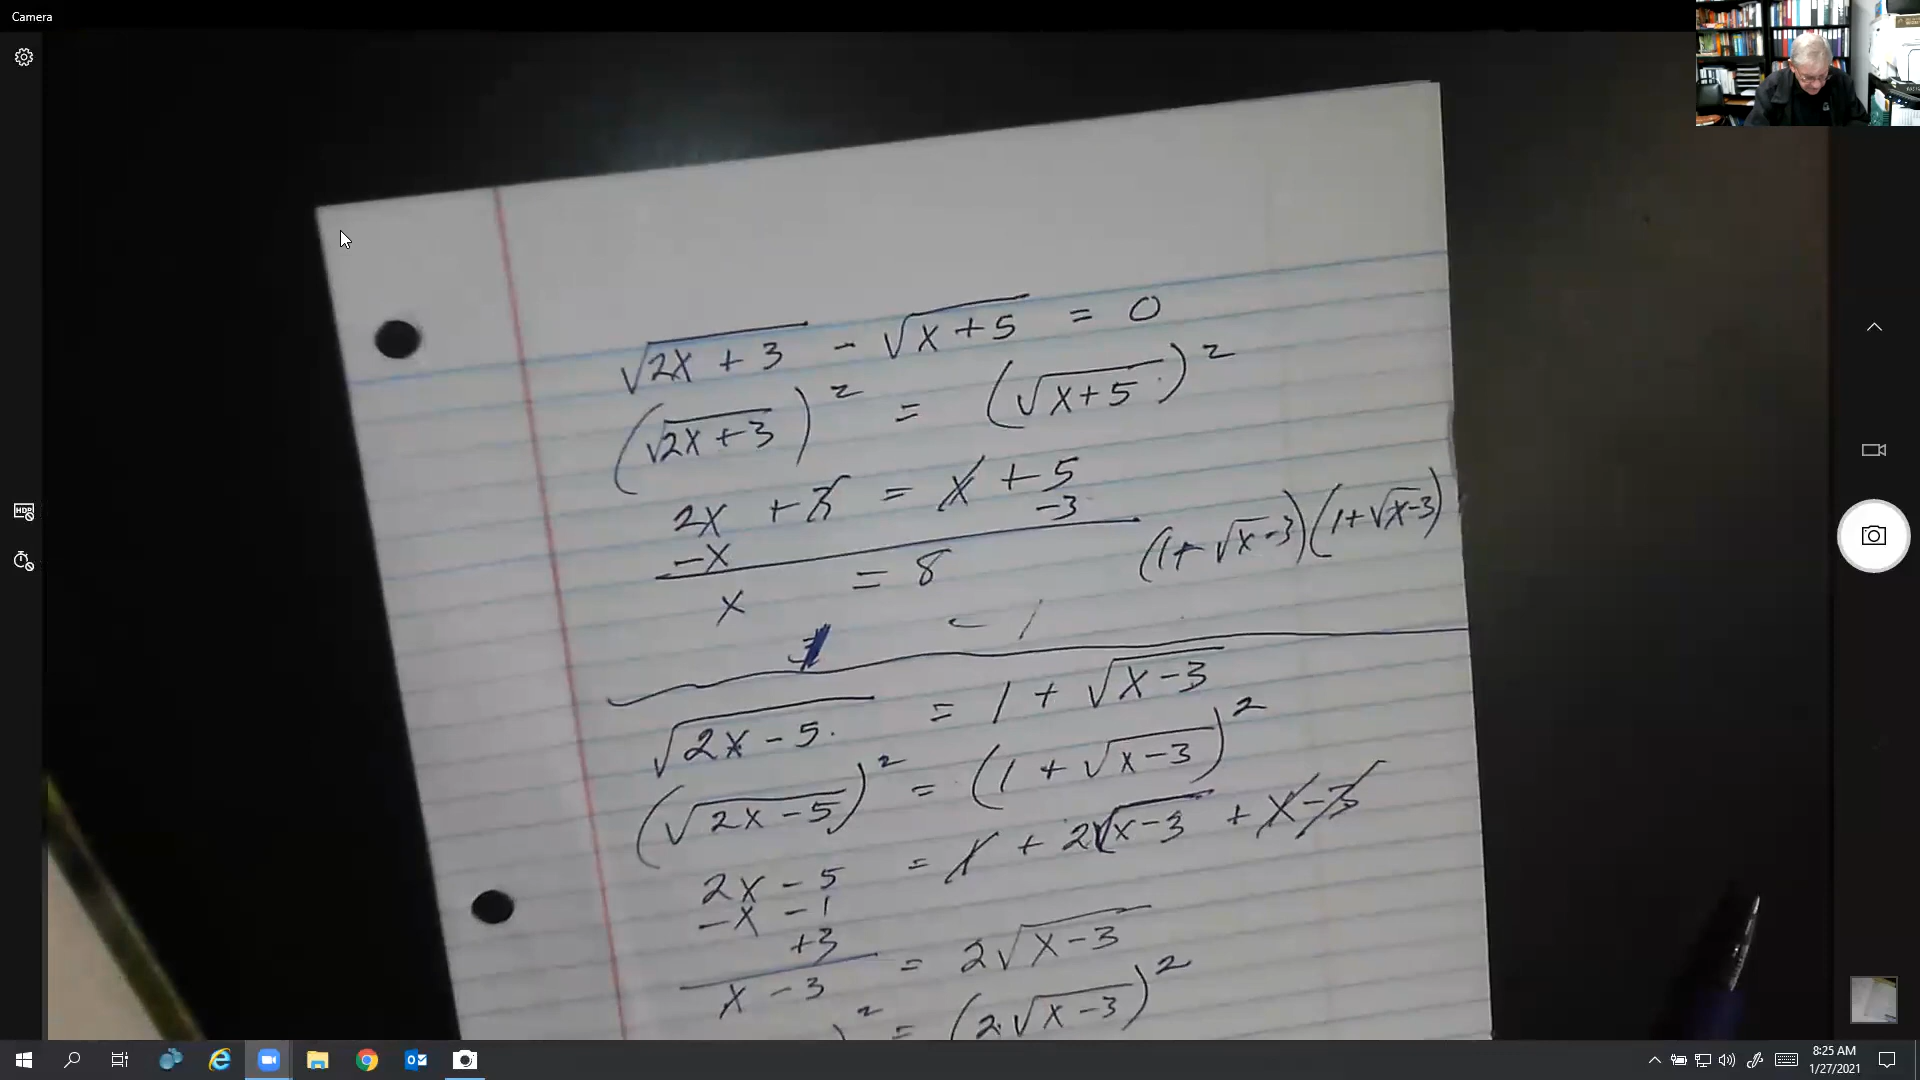 Camera
√2x + 3 - √x + 5 = 0
(√2x + 3)² = (√x + 5)²
2x + 3 = x + 5
-x -3
x = 8
(1 + √x - 3)(1 + √x - 3)
√2x - 5 = 1 + √x - 3
(√2x - 5)² = (1 + √x - 3)²
2x - 5 = 1 + 2√x - 3 + x - 3
-x - 1
+3
x - 3 = 2√x - 3
)² = (2√x - 3)²
8:25 AM
1/27/2021